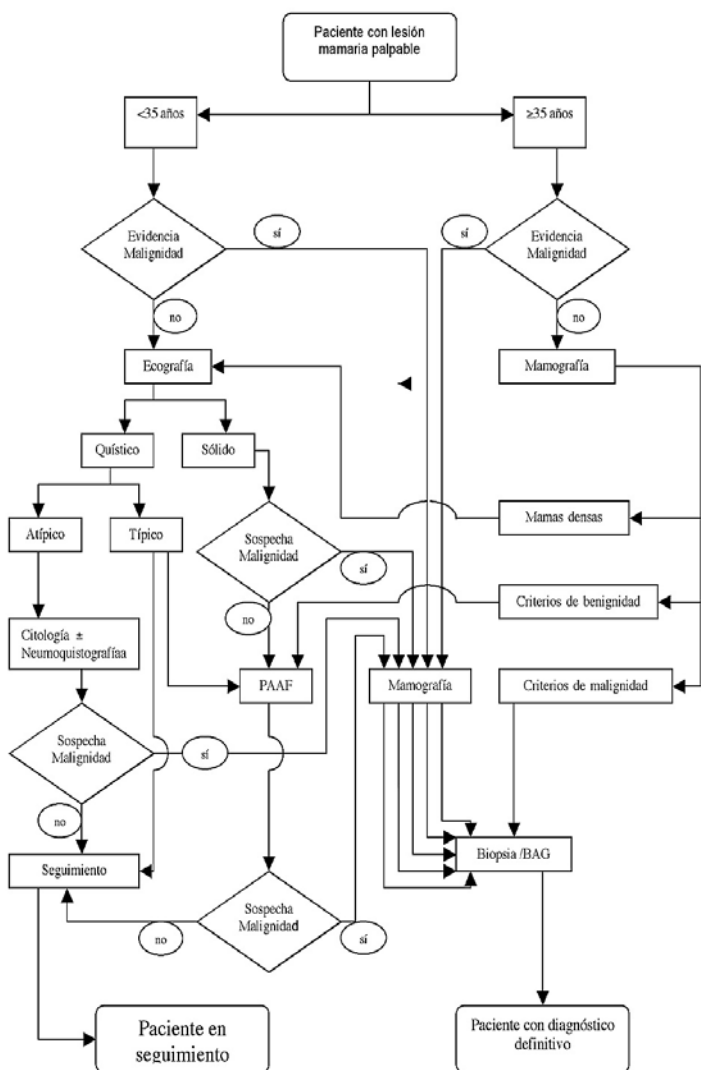 Paciente con lesión
mamaria palpable
<35 años
≥35 años
Evidencia
Malignidad
sí
sí
Evidencia
Malignidad
no
no
Ecografía
Mamografía
Quístico
Sólido
Atípico
Típico
Sospecha
Malignidad
sí
Mamas densas
no
Criterios de benignidad
Citología ±
Neumoquistografíaa
PAAF
Mamografía
Criterios de malignidad
Sospecha
Malignidad
sí
no
Seguimiento
Biopsia /BAG
Sospecha
Malignidad
no
sí
Paciente en
seguimiento
Paciente con diagnóstico
definitivo